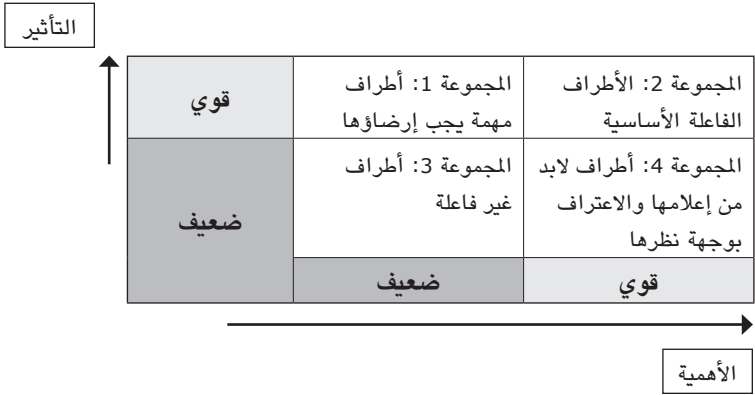 التأثير
المجموعة 2: الأطراف
الفاعلة الأساسية
المجموعة 1: أطراف
مهمة يجب إرضاؤها
قوي
المجموعة 4: أطراف لابد
من إعلامها والاعتراف
بوجهة نظرها
المجموعة 3: أطراف
غير فاعلة
ضعيف
قوي
ضعيف
الأهمية